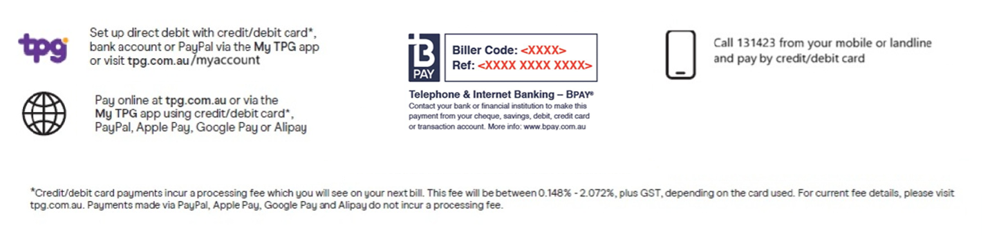 tpg
Set up direct debit with credit/debit card*,
bank account or PayPal via the My TPG app
or visit tpg.com.au/myaccount
Pay online at tpg.com.au or via the
My TPG app using credit/debit card*,
PayPal, Apple Pay, Google Pay or Alipay
B
PAY
Biller Code: <XXXX>
Ref: <XXXX XXXX XXXX>
Telephone & Internet Banking – BPAY®
Contact your bank or financial institution to make this
payment from your cheque, savings, debit, credit card
or transaction account. More info: www.bpay.com.au
Call 131423 from your mobile or landline
and pay by credit/debit card
*Credit/debit card payments incur a processing fee which you will see on your next bill. This fee will be between 0.148% - 2.072%, plus GST, depending on the card used. For current fee details, please visit
tpg.com.au. Payments made via PayPal, Apple Pay, Google Pay and Alipay do not incur a processing fee.